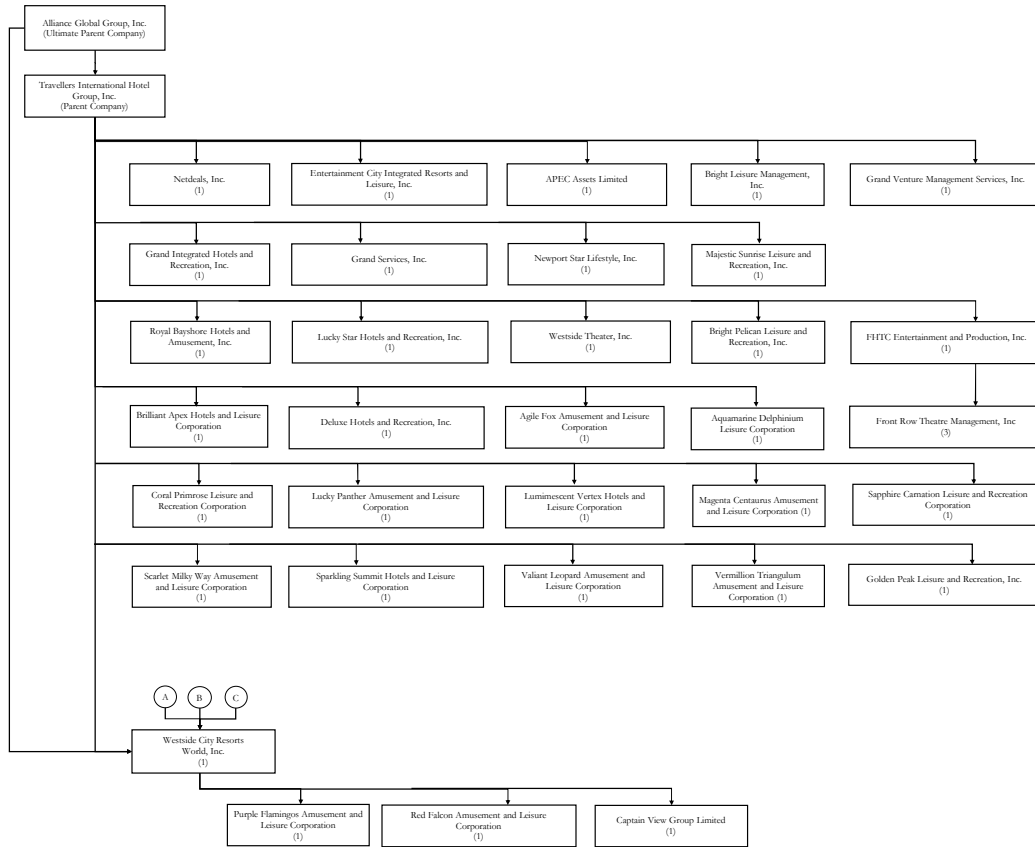 Alliance Global Group, Inc.
(Ultimate Parent Company)
Travellers International Hotel
Group, Inc.
(Parent Company)
Netdeals, Inc.
(1)
Entertainment City Integrated Resorts and
Leisure, Inc.
(1)
APEC Assets Limited
(1)
Bright Leisure Management,
Inc.
(1)
Grand Venture Management Services, Inc.
(1)
Grand Integrated Hotels and
Recreation, Inc.
(1)
Grand Services, Inc.
(1)
Newport Star Lifestyle, Inc.
(1)
Majestic Sunrise Leisure and
Recreation, Inc.
(1)
Royal Bayshore Hotels and
Amusement, Inc.
(1)
Lucky Star Hotels and Recreation, Inc.
(1)
Westside Theater, Inc.
(1)
Bright Pelican Leisure and
Recreation, Inc.
(1)
FHTC Entertainment and Production, Inc.
(1)
Brilliant Apex Hotels and Leisure
Corporation
(1)
Deluxe Hotels and Recreation, Inc.
(1)
Agile Fox Amusement and Leisure
Corporation
(1)
Aquamarine Delphinium
Leisure Corporation
(1)
Front Row Theatre Management, Inc
(3)
Coral Primrose Leisure and
Recreation Corporation
(1)
Lucky Panther Amusement and Leisure
Corporation
(1)
Lumimescent Vertex Hotels and
Leisure Corporation
(1)
Magenta Centaurus Amusement
and Leisure Corporation (1)
Sapphire Carnation Leisure and Recreation
Corporation
(1)
Scarlet Milky Way Amusement
and Leisure Corporation
(1)
Sparkling Summit Hotels and Leisure
Corporation
(1)
Valiant Leopard Amusement and
Leisure Corporation
(1)
Vermillion Triangulum
Amusement and Leisure
Corporation (1)
Golden Peak Leisure and Recreation, Inc.
(1)
A
B
C
Westside City Resorts
World, Inc.
(1)
Purple Flamingos Amusement and
Leisure Corporation
(1)
Red Falcon Amusement and Leisure
Corporation
(1)
Captain View Group Limited
(1)